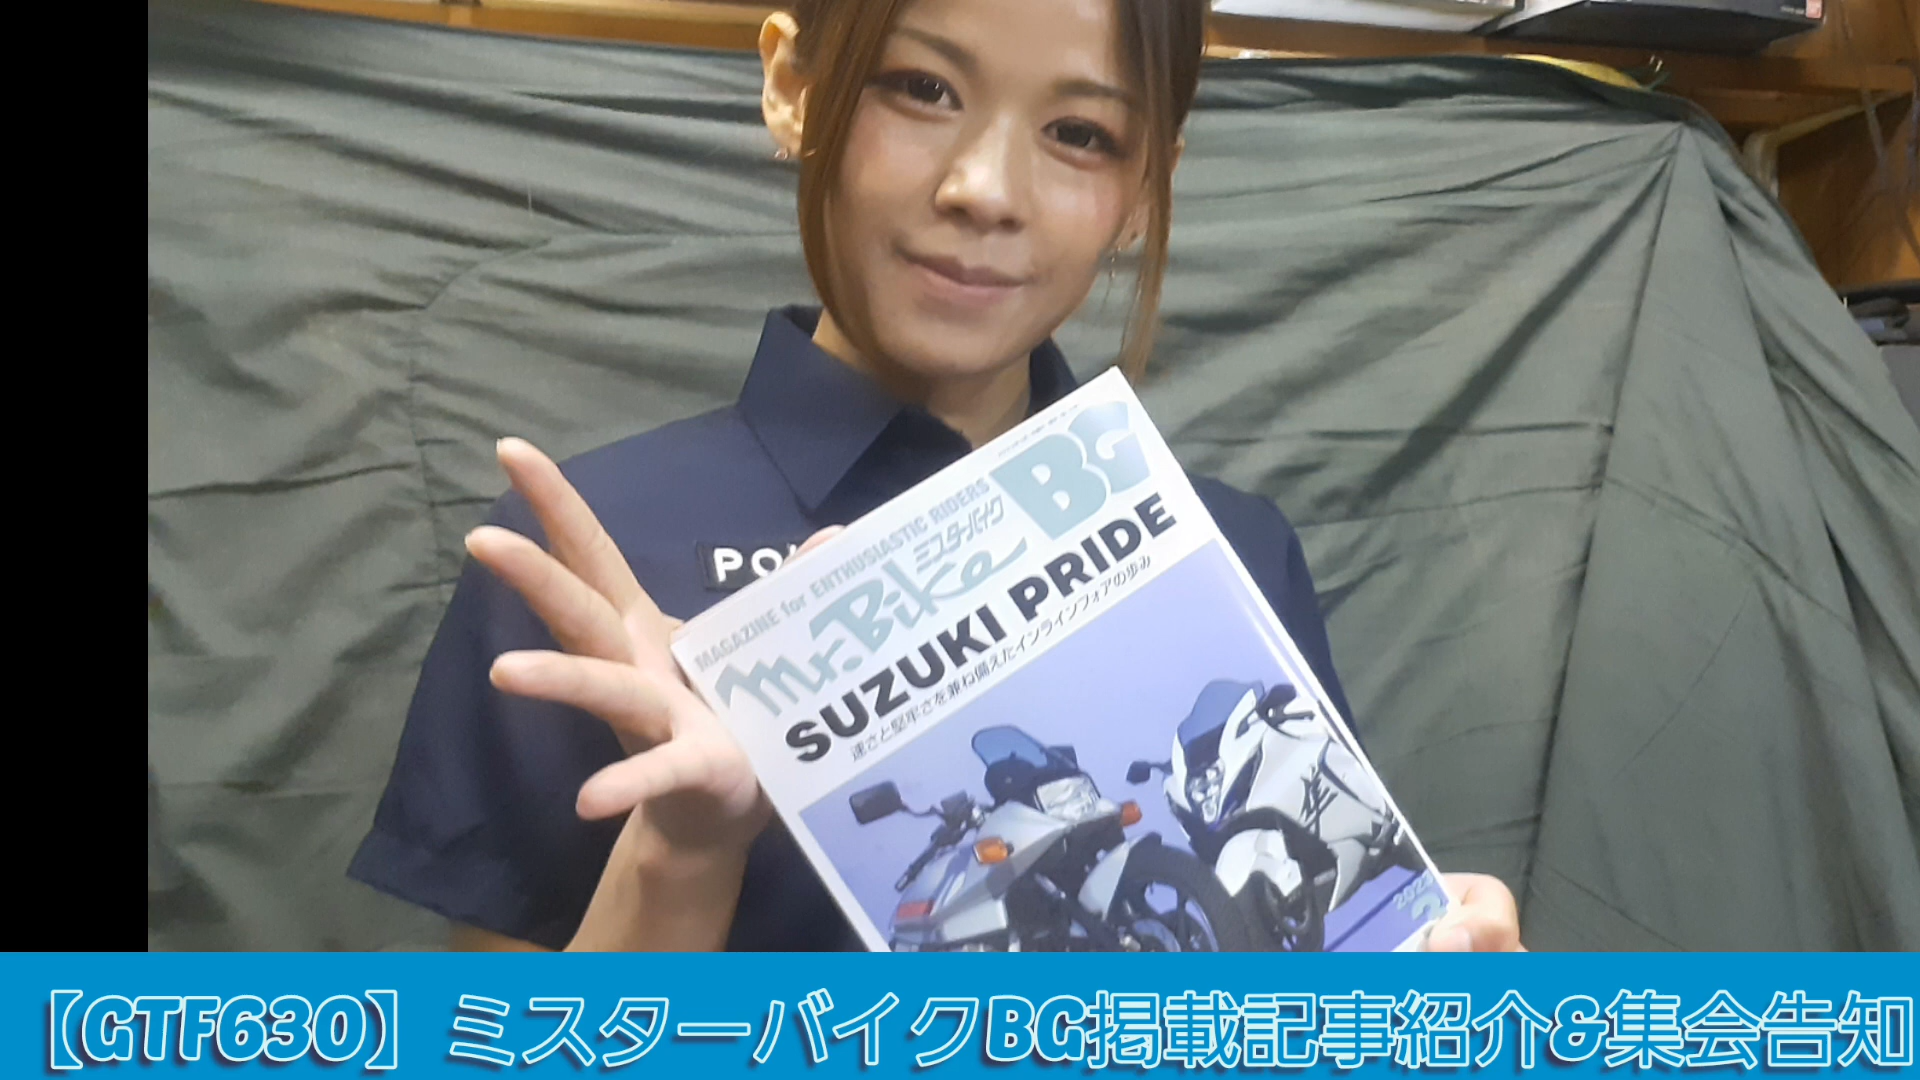 PO
MAGAZINE for ENTHUSIASTIC RIDERS
ミスターバイク
Mr.Bike BG
SUZUKI PRIDE
速さと堅牢さを兼ね備えたインラインフォアの歩み
隼
【GTF630】ミスターバイクBG掲載記事紹介&集会告知